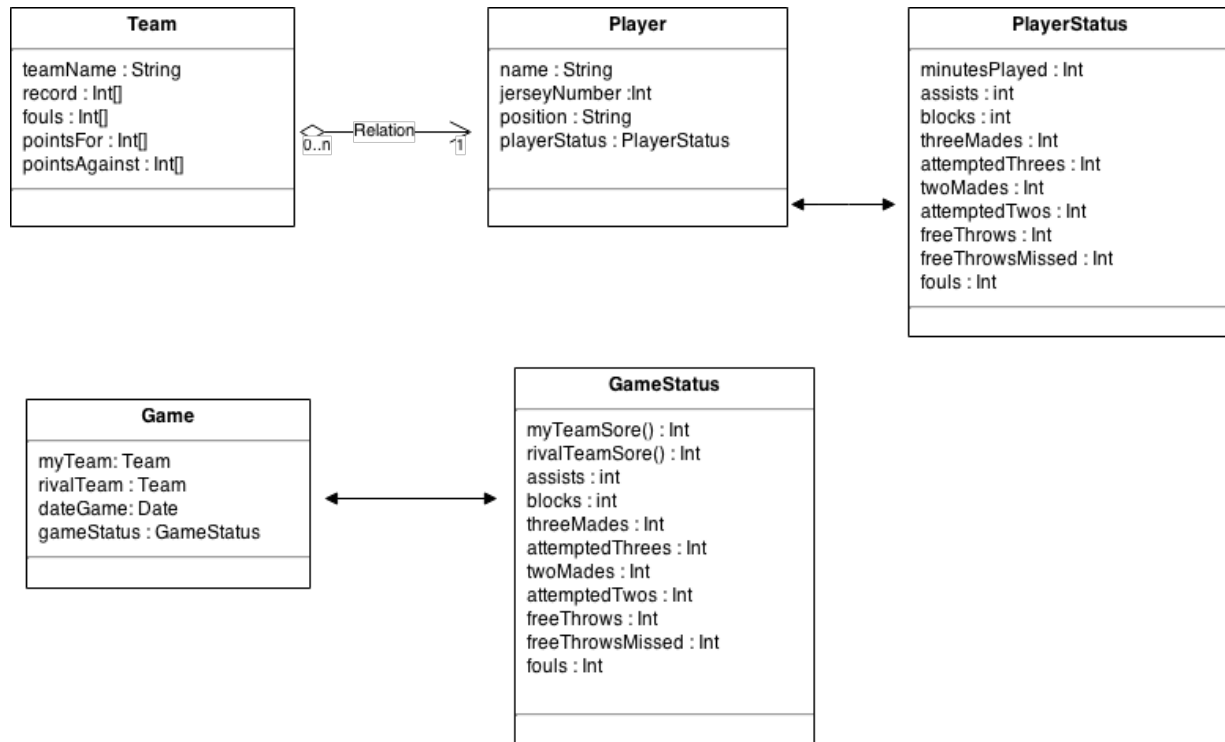 Team
teamName : String
record : Int[]
fouls : Int[]
pointsFor : Int[]
pointsAgainst : Int[]
0..n
Relation
1
Player
name : String
jerseyNumber :Int
position : String
playerStatus : PlayerStatus
PlayerStatus
minutesPlayed : Int
assists : int
blocks : int
threeMades : Int
attemptedThrees : Int
twoMades : Int
attemptedTwos : Int
freeThrows : Int
freeThrowsMissed : Int
fouls : Int
Game
myTeam: Team
rivalTeam : Team
dateGame: Date
gameStatus : GameStatus
GameStatus
myTeamSore() : Int
rivalTeamSore() : Int
assists : int
blocks : int
threeMades : Int
attemptedThrees : Int
twoMades : Int
attemptedTwos : Int
freeThrows : Int
freeThrowsMissed : Int
fouls : Int